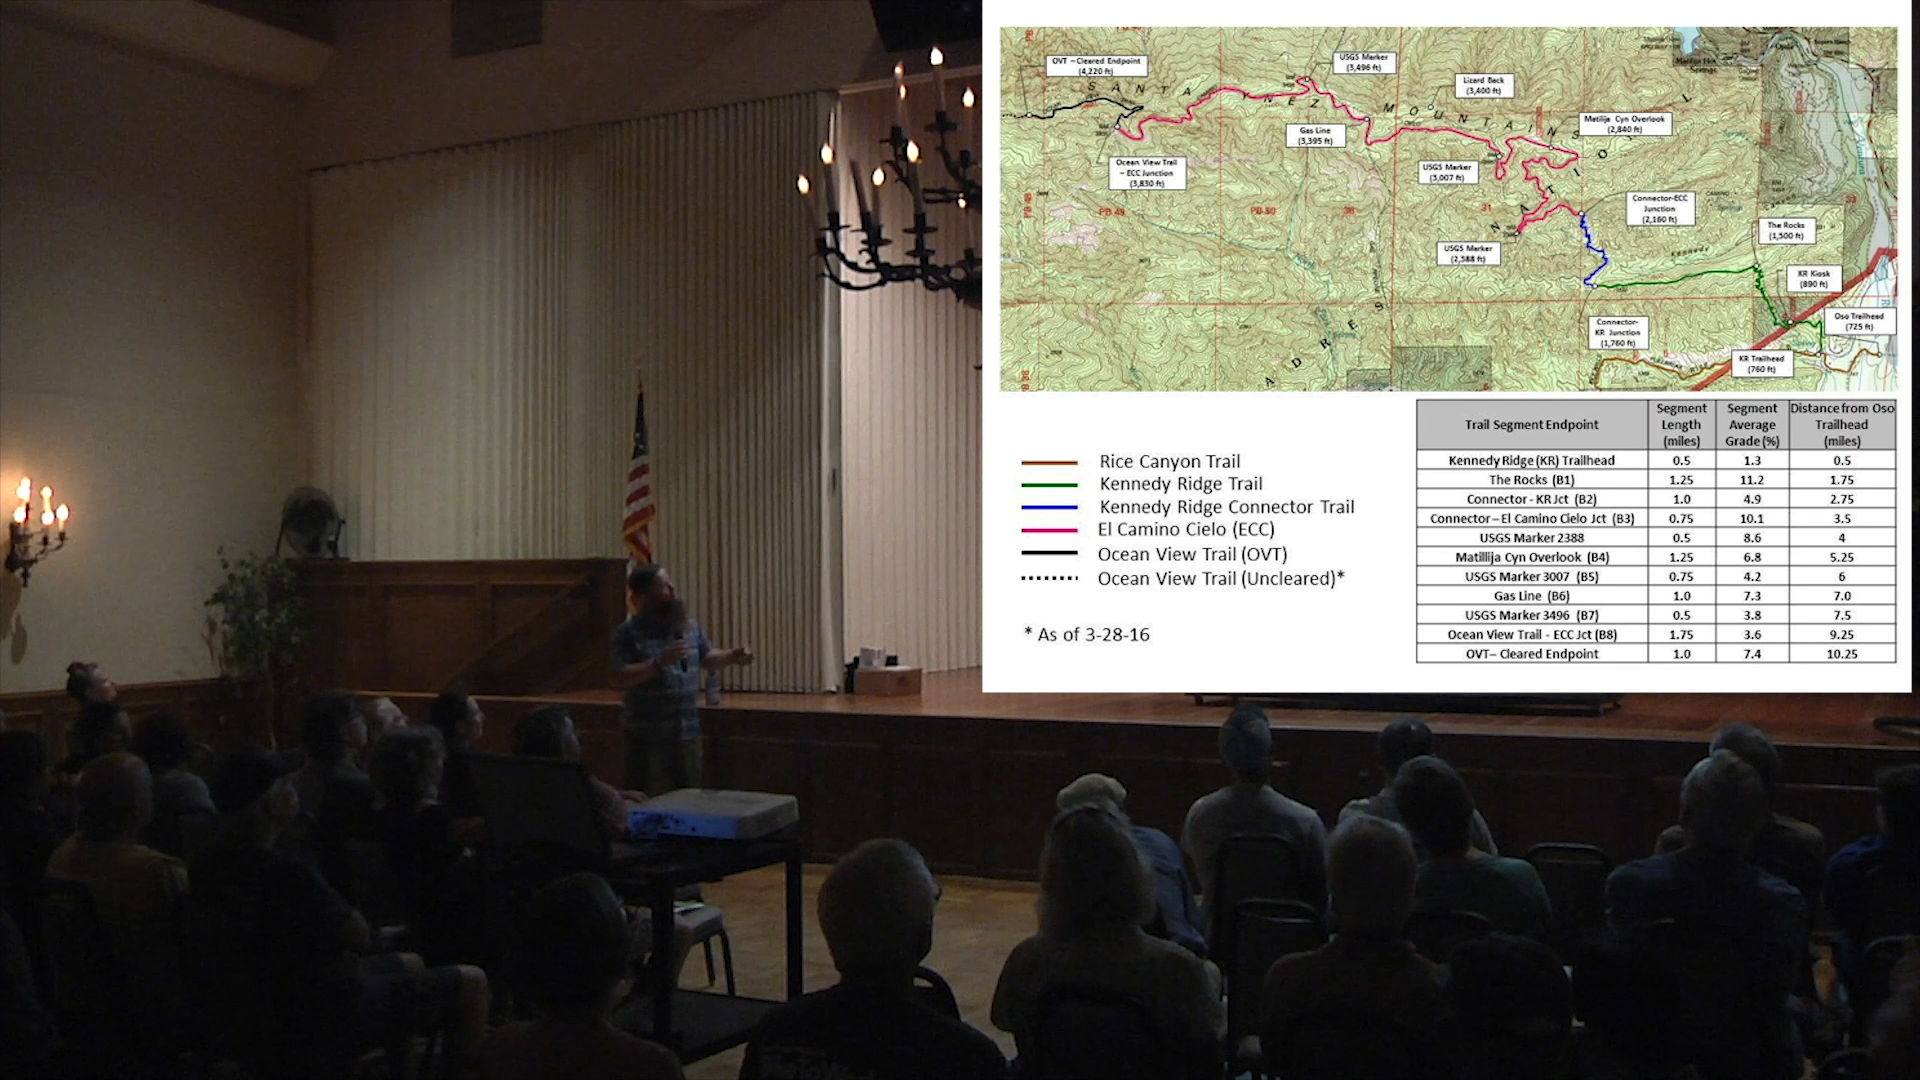 OVT – Cleared Endpoint
(4,220 ft)
USGS Marker
(3,496 ft)
Lizard Back
(3,400 ft)
Matilija Cyn Overlook
(2,840 ft)
Gas Line
(3,395 ft)
Ocean View Trail
– ECC Junction
(3,830 ft)
USGS Marker
(3,007 ft)
Connector-ECC
Junction
(2,160 ft)
The Rocks
(1,500 ft)
USGS Marker
(2,388 ft)
KR Kiosk
(890 ft)
Oso Trailhead
(725 ft)
Connector-
KR Junction
(1,760 ft)
KR Trailhead
(760 ft)
SANTA YNEZ MOUNTAINS
NATIONAL
ADRES
Kennedy
Rice Canyon Trail
Kennedy Ridge Trail
Kennedy Ridge Connector Trail
El Camino Cielo (ECC)
Ocean View Trail (OVT)
Ocean View Trail (Uncleared)*
* As of 3-28-16
Trail Segment Endpoint Segment Length (miles) Segment Average Grade (%) Distance from Oso Trailhead (miles)
Kennedy Ridge (KR) Trailhead 0.5 1.3 0.5
The Rocks (B1) 1.25 11.2 1.75
Connector - KR Jct (B2) 1.0 4.9 2.75
Connector – El Camino Cielo Jct (B3) 0.75 10.1 3.5
USGS Marker 2388 0.5 8.6 4
Matillija Cyn Overlook (B4) 1.25 6.8 5.25
USGS Marker 3007 (B5) 0.75 4.2 6
Gas Line (B6) 1.0 7.3 7.0
USGS Marker 3496 (B7) 0.5 3.8 7.5
Ocean View Trail - ECC Jct (B8) 1.75 3.6 9.25
OVT– Cleared Endpoint 1.0 7.4 10.25